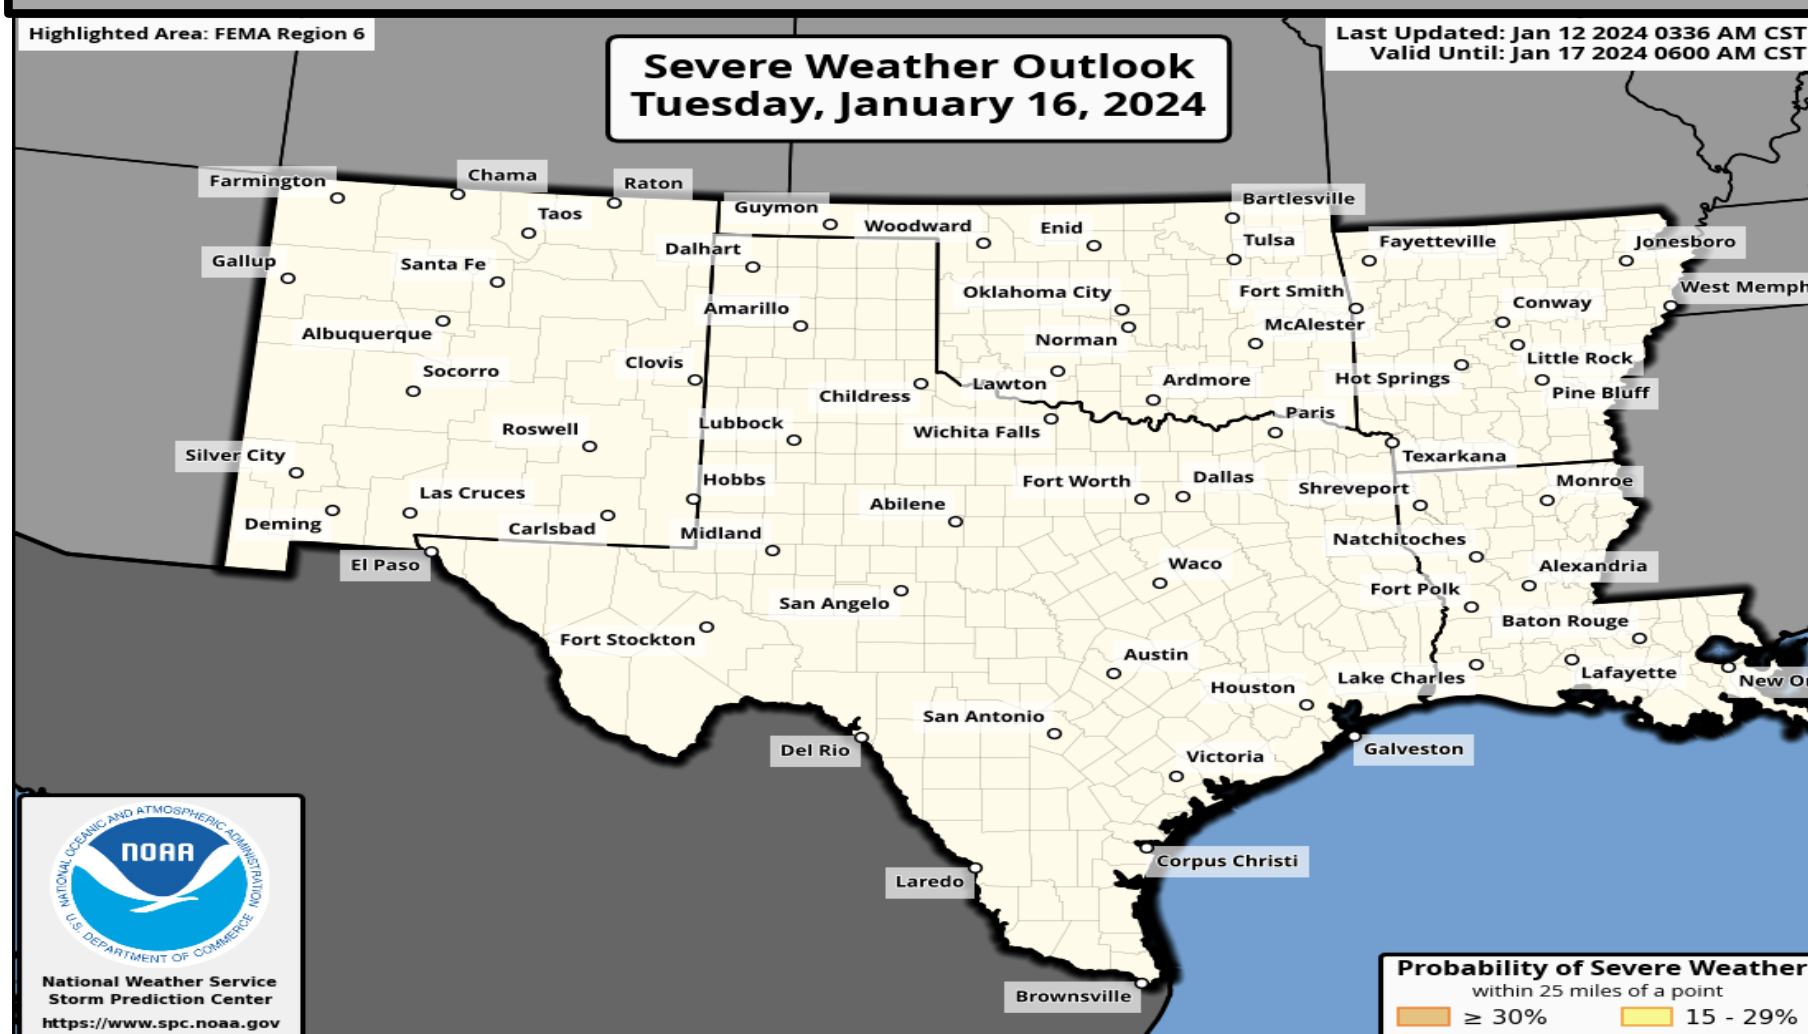 Highlighted Area: FEMA Region 6
Severe Weather Outlook
Tuesday, January 16, 2024
Last Updated: Jan 12 2024 0336 AM CST
Valid Until: Jan 17 2024 0600 AM CST
Farmington
Chama
Raton
Taos
Guymon
Woodward
Enid
Bartlesville
Tulsa
Fayetteville
Jonesboro
Gallup
Santa Fe
Dalhart
Oklahoma City
Fort Smith
West Memph
Albuquerque
Amarillo
Norman
McAlester
Conway
Socorro
Clovis
Childress
Lawton
Ardmore
Hot Springs
Little Rock
Pine Bluff
Roswell
Lubbock
Wichita Falls
Paris
Texarkana
Silver City
Hobbs
Fort Worth
Dallas
Shreveport
Monroe
Deming
Las Cruces
Carlsbad
Midland
Abilene
Natchitoches
El Paso
San Angelo
Waco
Fort Polk
Alexandria
Fort Stockton
Austin
Baton Rouge
Houston
Lake Charles
Lafayette
New O
San Antonio
Del Rio
Victoria
Galveston
Laredo
Corpus Christi
Brownsville
NATIONAL OCEANIC AND ATMOSPHERIC ADMINISTRATION
NOAA
U.S. DEPARTMENT OF COMMERCE
National Weather Service
Storm Prediction Center
https://www.spc.noaa.gov
Probability of Severe Weather
within 25 miles of a point
≥ 30%
15 - 29%